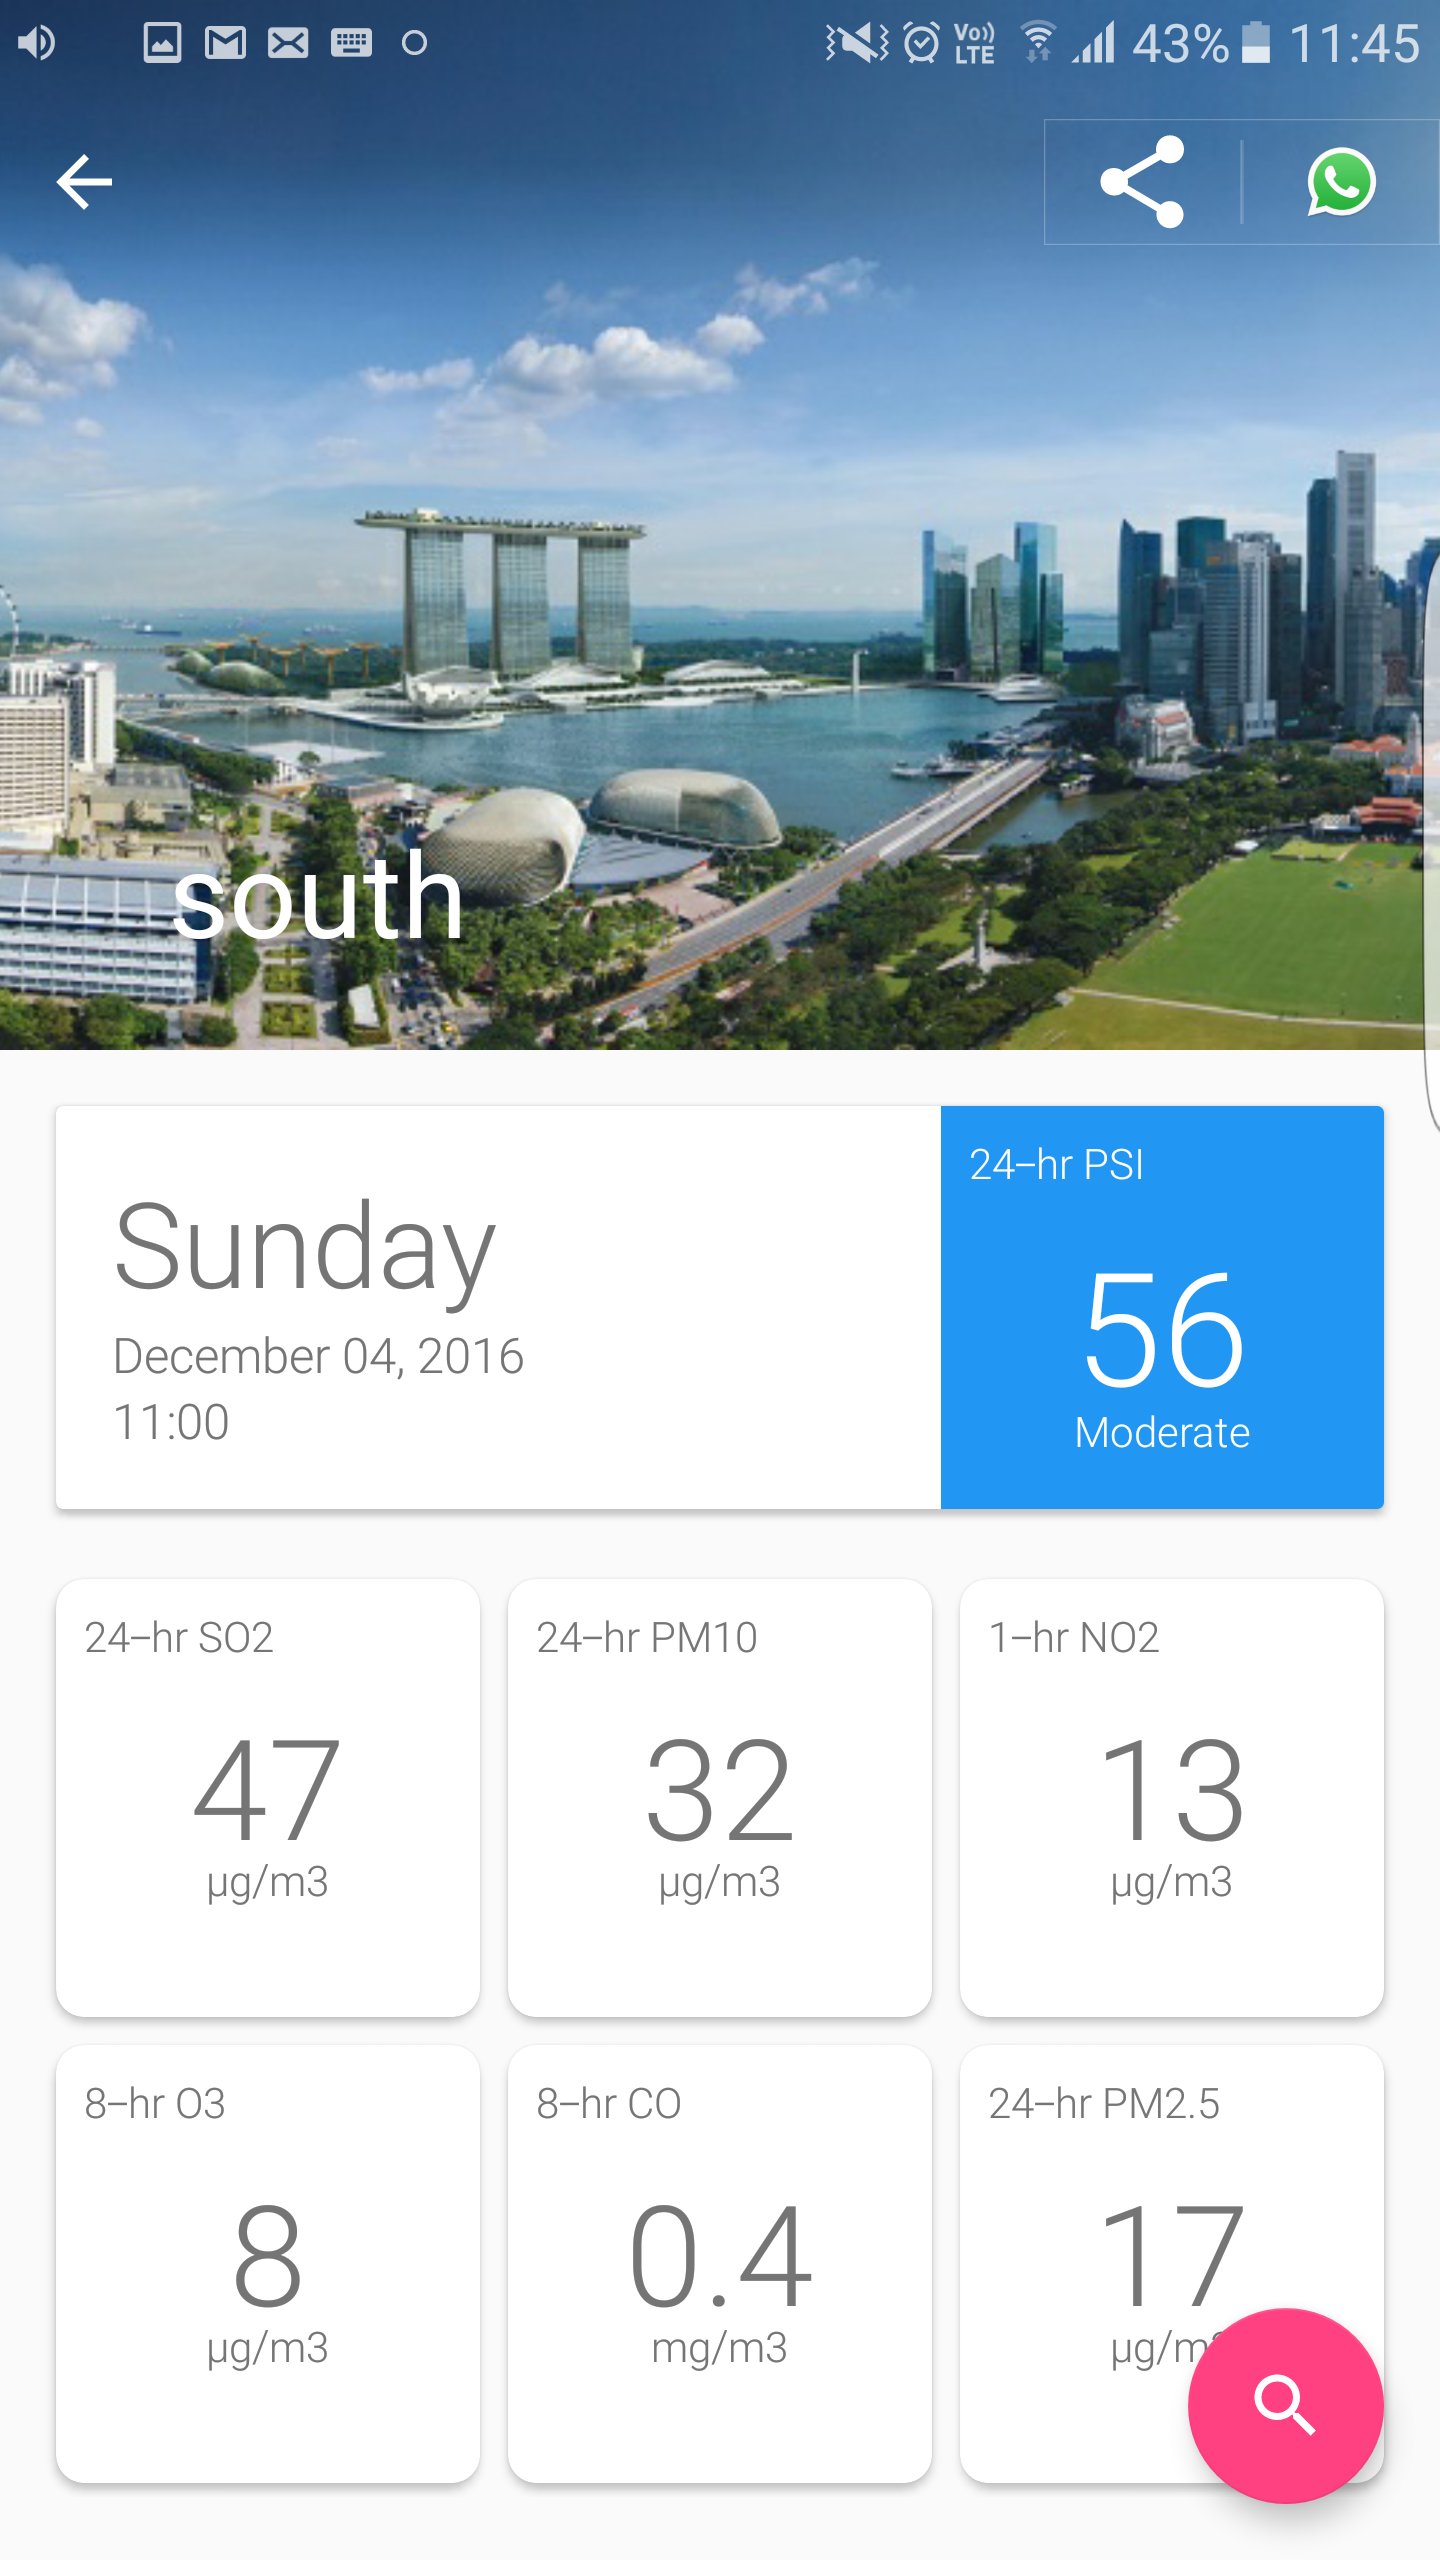 Vo)) LTE 43% 11:45
south
24-hr PSI
Sunday
56
December 04, 2016
11:00
Moderate
24-hr SO2
24-hr PM10
1-hr NO2
47
32
13
µg/m3
µg/m3
µg/m3
8-hr O3
8-hr CO
24-hr PM2.5
8
0.4
17
µg/m3
mg/m3